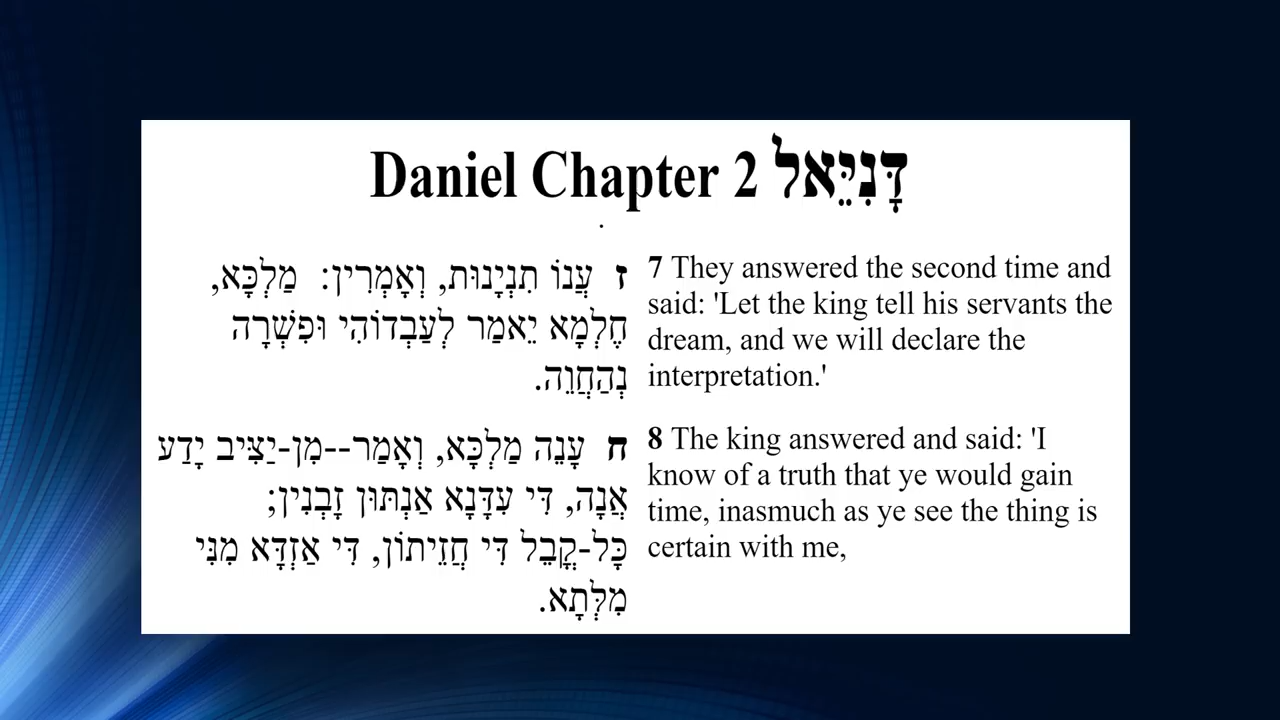 Daniel Chapter 2 דָּנִיֵּאל
.
ז  עֲנוֹ תִנְיָנוּת, וְאָמְרִין:  מַלְכָּא,
חֶלְמָא יֵאמַר לְעַבְדוֹהִי וּפִשְׁרָה
נְהַחֲוֵה.
7 They answered the second time and
said: 'Let the king tell his servants the
dream, and we will declare the
interpretation.'
ח  עָנֵה מַלְכָּא, וְאָמַר--מִן-יַצִּיב יָדַע
אֲנָה, דִּי עִדָּנָא אַנְתּוּן זָבְנִין;
כָּל-קֳבֵל דִּי חֲזֵיתוֹן, דִּי אַזְדָּא מִנִּי
מִלְּתָא.
8 The king answered and said: 'I
know of a truth that ye would gain
time, inasmuch as ye see the thing is
certain with me,